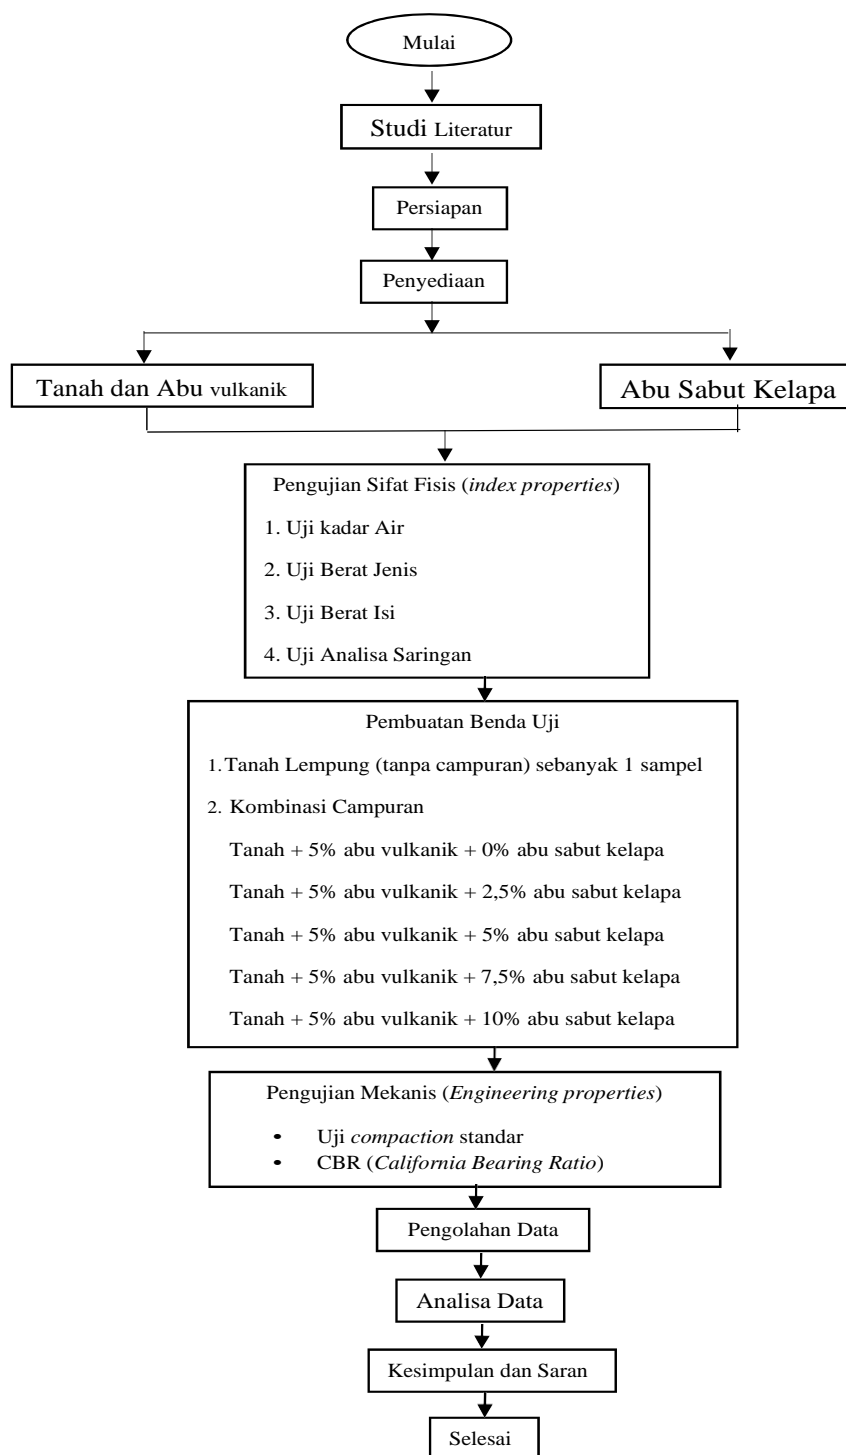 Mulai
Studi Literatur
Persiapan
Penyediaan
Tanah dan Abu vulkanik
Abu Sabut Kelapa
Pengujian Sifat Fisis (index properties)
1. Uji kadar Air
2. Uji Berat Jenis
3. Uji Berat Isi
4. Uji Analisa Saringan
Pembuatan Benda Uji
1. Tanah Lempung (tanpa campuran) sebanyak 1 sampel
2. Kombinasi Campuran
Tanah + 5% abu vulkanik + 0% abu sabut kelapa
Tanah + 5% abu vulkanik + 2,5% abu sabut kelapa
Tanah + 5% abu vulkanik + 5% abu sabut kelapa
Tanah + 5% abu vulkanik + 7,5% abu sabut kelapa
Tanah + 5% abu vulkanik + 10% abu sabut kelapa
Pengujian Mekanis (Engineering properties)
• Uji compaction standar
• CBR (California Bearing Ratio)
Pengolahan Data
Analisa Data
Kesimpulan dan Saran
Selesai